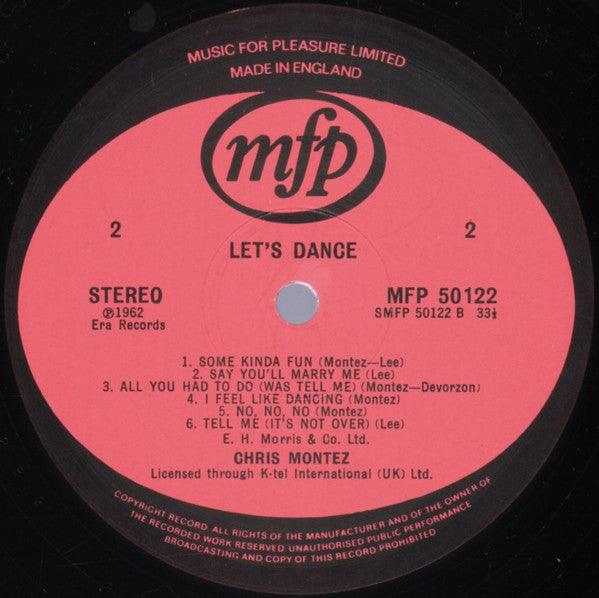 MUSIC FOR PLEASURE LIMITED
MADE IN ENGLAND
mfp
2 2
LET'S DANCE
STEREO MFP 50122
Ⓟ1962 SMFP 50122 B 33⅓
Era Records
1. SOME KINDA FUN (Montez—Lee)
2. SAY YOU'LL MARRY ME (Lee)
3. ALL YOU HAD TO DO (WAS TELL ME) (Montez—Devorzon)
4. I FEEL LIKE DANCING (Montez)
5. NO, NO, NO (Montez)
6. TELL ME (IT'S NOT OVER) (Lee)
E. H. Morris & Co. Ltd.
CHRIS MONTEZ
Licensed through K-tel International (UK) Ltd.
COPYRIGHT RECORD. ALL RIGHTS OF THE MANUFACTURER AND OF THE OWNER OF
THE RECORDED WORK RESERVED UNAUTHORISED PUBLIC PERFORMANCE
BROADCASTING AND COPY OF THIS RECORD PROHIBITED